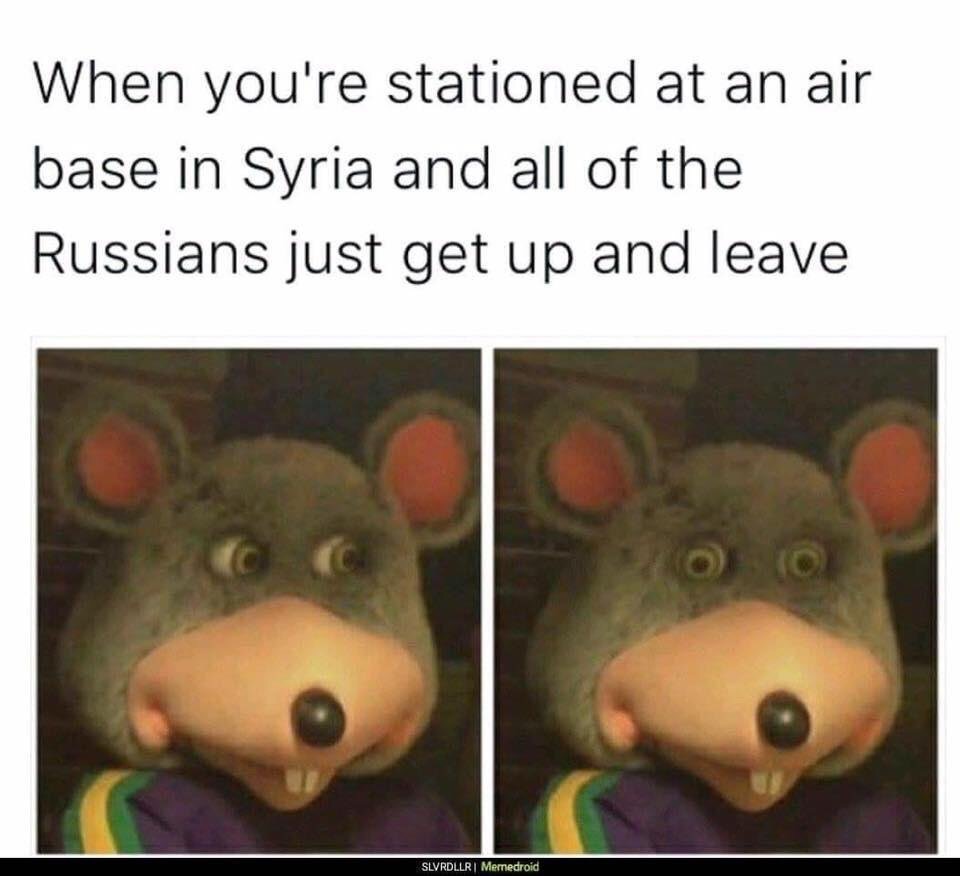 When you're stationed at an air
base in Syria and all of the
Russians just get up and leave
SLVRDLLR | Memedroid